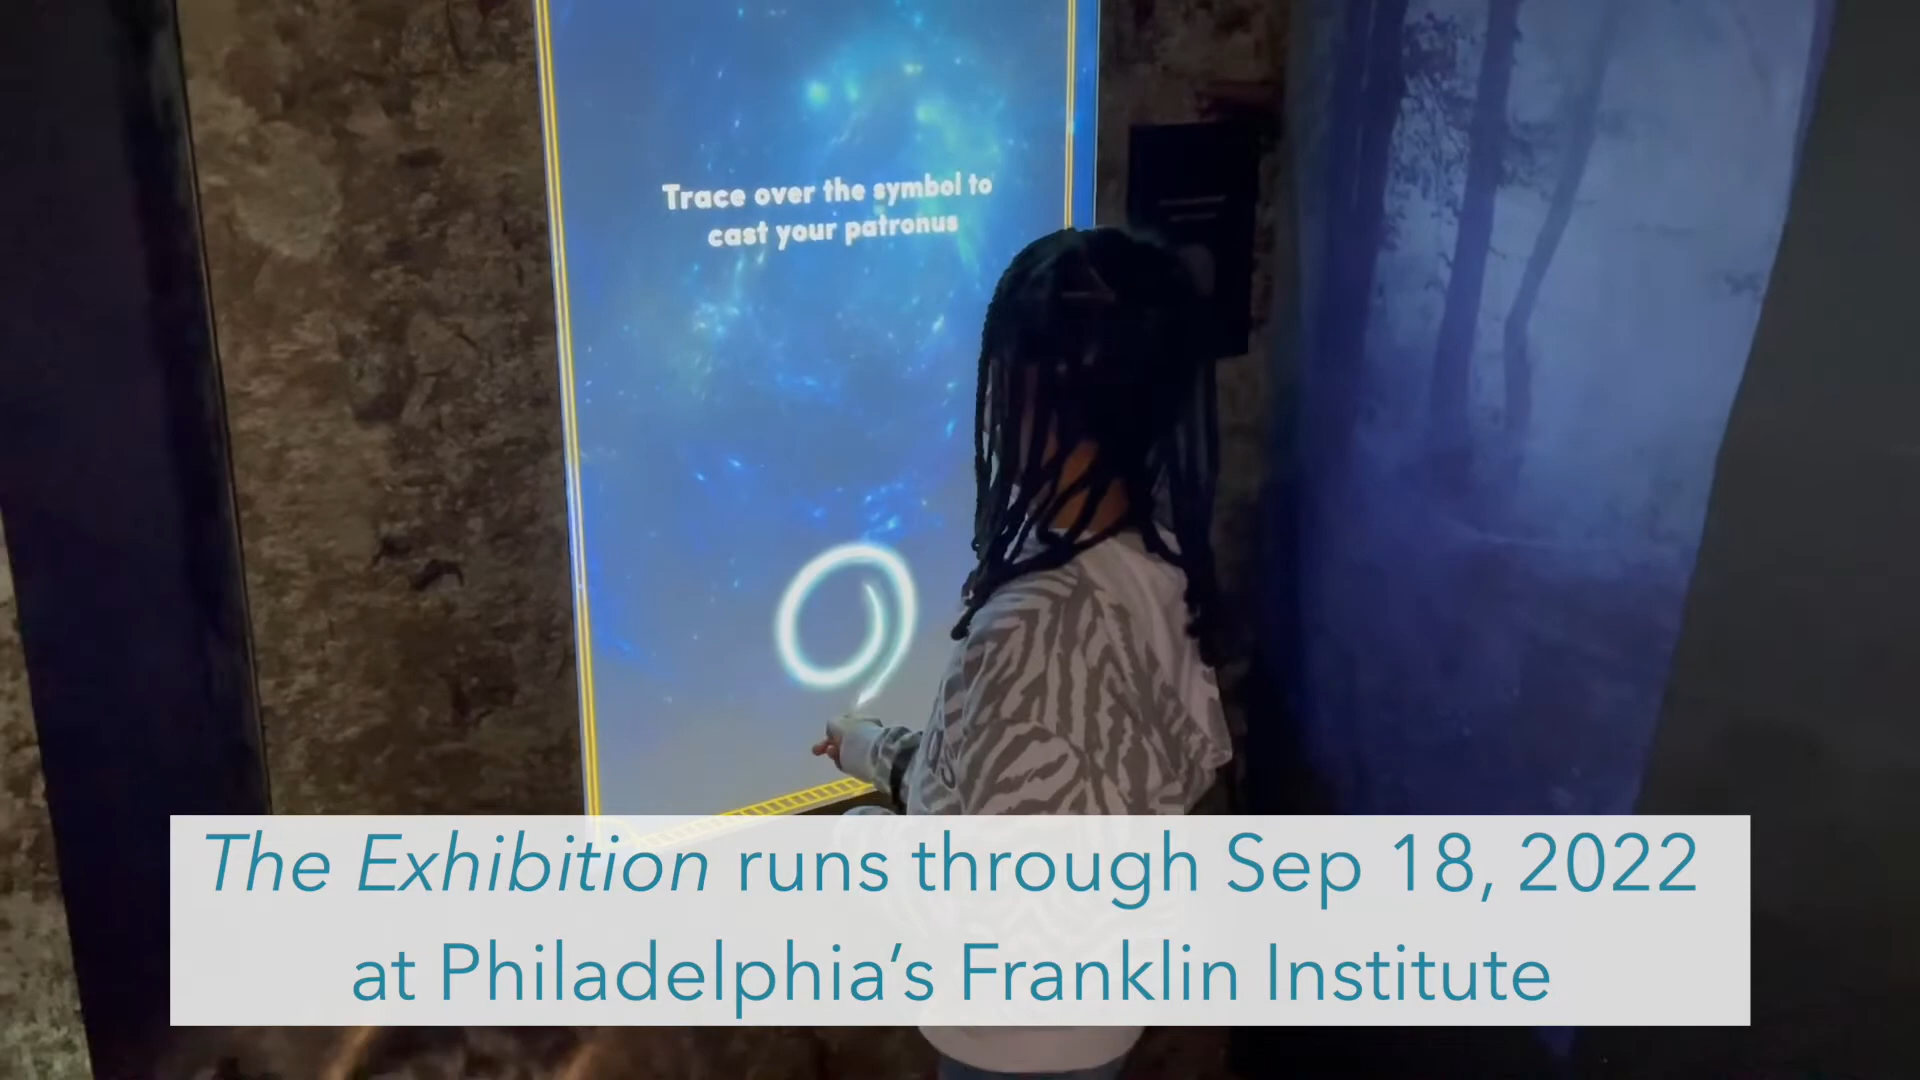 Trace over the symbol to
cast your patronus
The Exhibition runs through Sep 18, 2022
at Philadelphia’s Franklin Institute